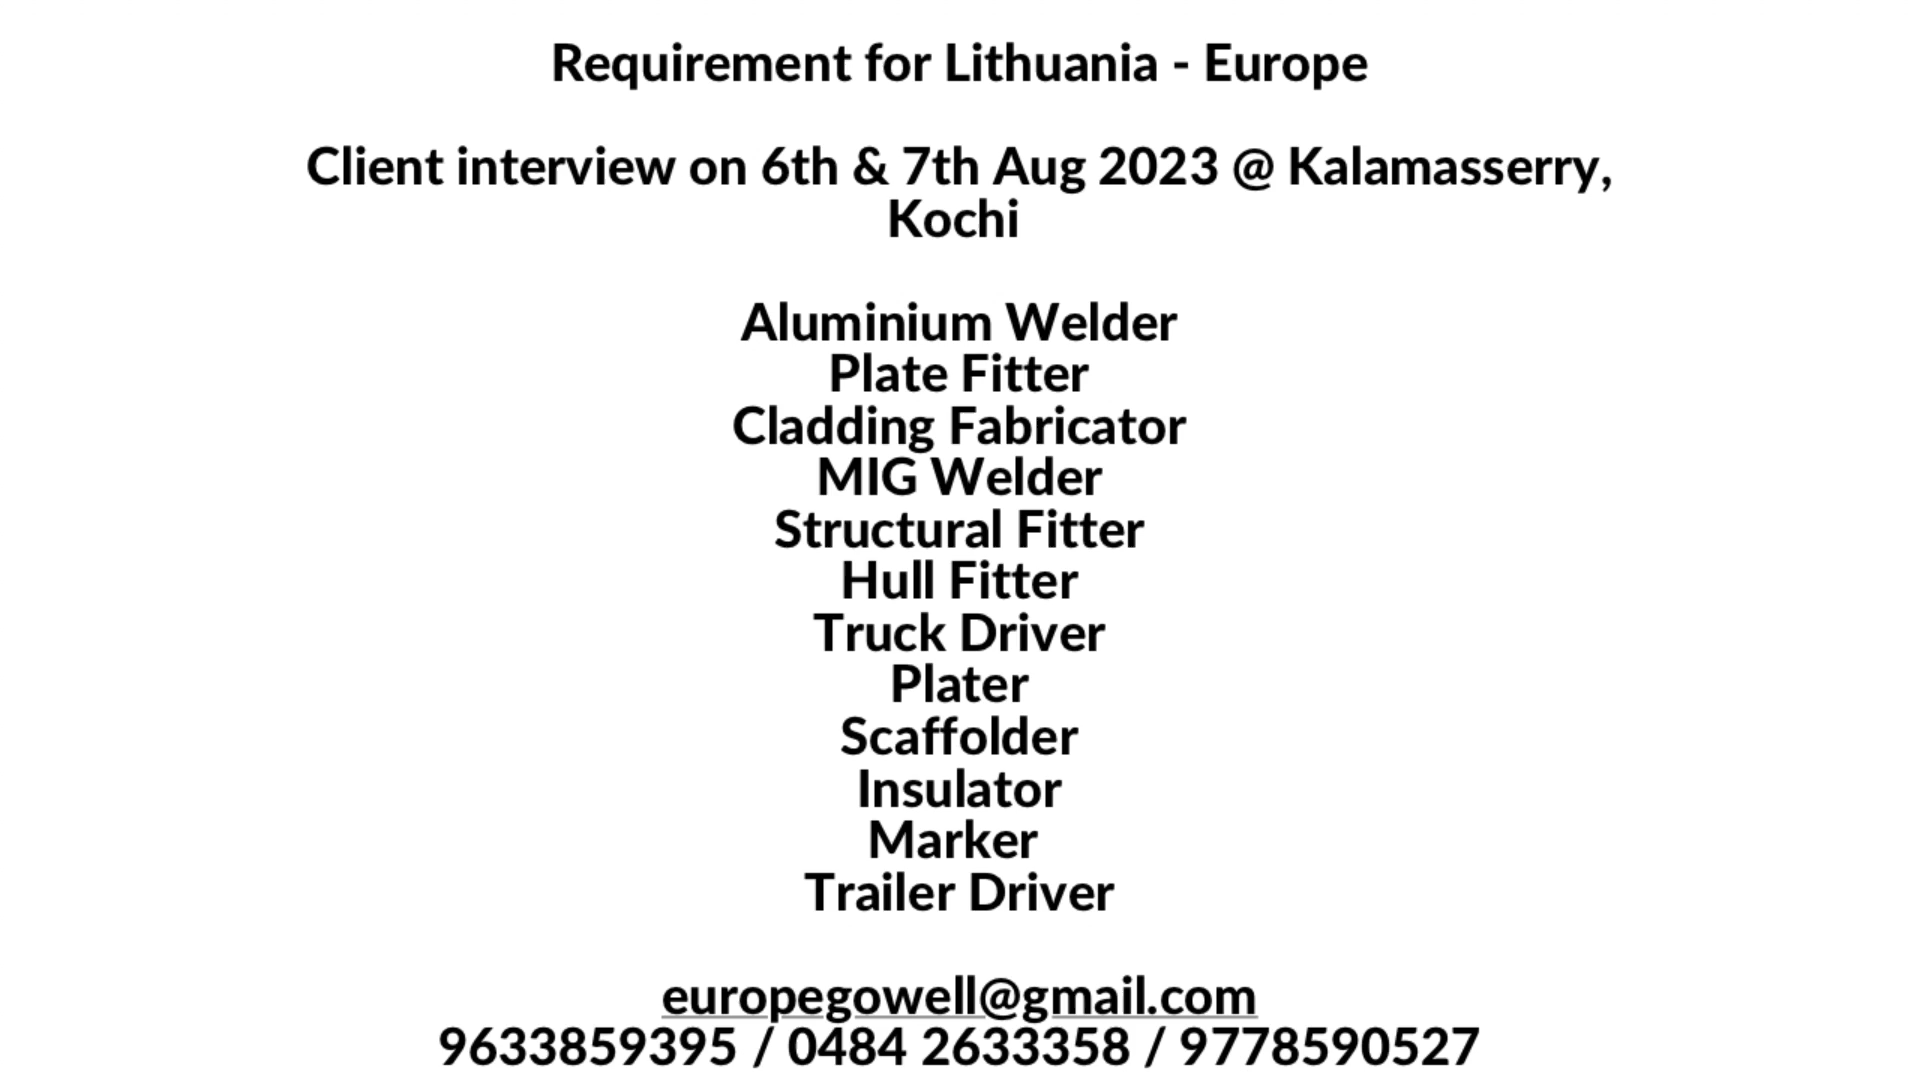 Requirement for Lithuania - Europe
Client interview on 6th & 7th Aug 2023 @ Kalamasserry,
Kochi
Aluminium Welder
Plate Fitter
Cladding Fabricator
MIG Welder
Structural Fitter
Hull Fitter
Truck Driver
Plater
Scaffolder
Insulator
Marker
Trailer Driver
europegowell@gmail.com
9633859395 / 0484 2633358 / 9778590527